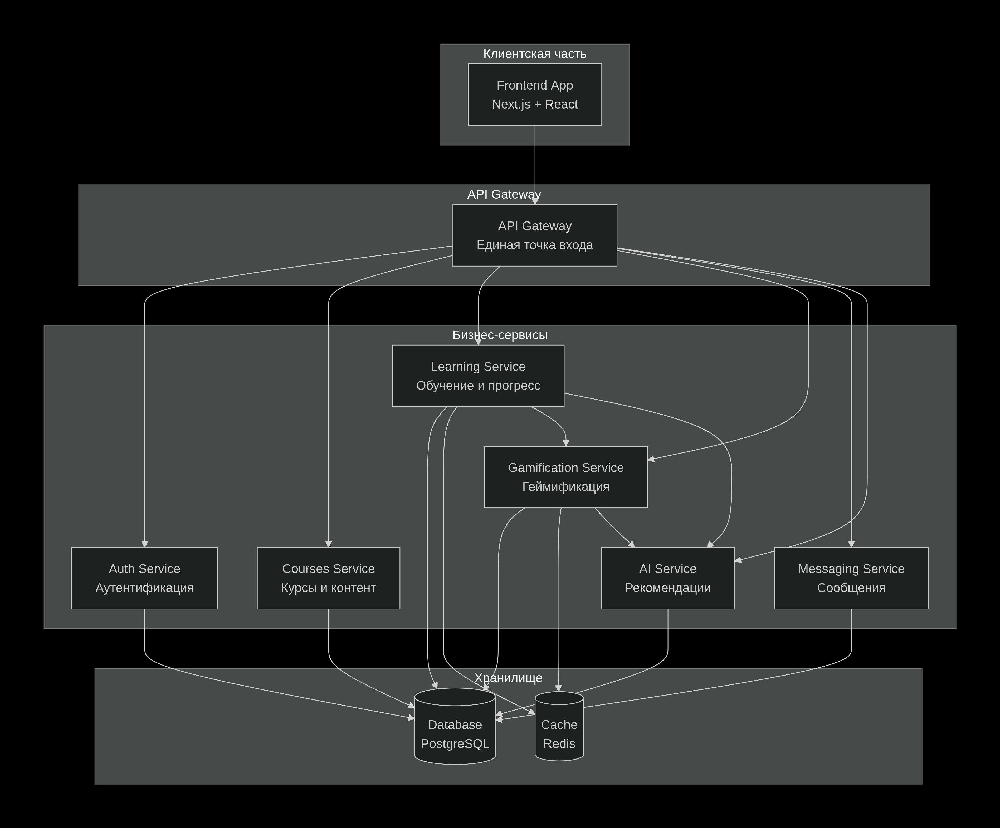 Клиентская часть
Frontend App
Next.js + React
API Gateway
API Gateway
Единая точка входа
Бизнес-сервисы
Learning Service
Обучение и прогресс
Gamification Service
Геймификация
Auth Service
Аутентификация
Courses Service
Курсы и контент
AI Service
Рекомендации
Messaging Service
Сообщения
Хранилище
Database
PostgreSQL
Cache
Redis